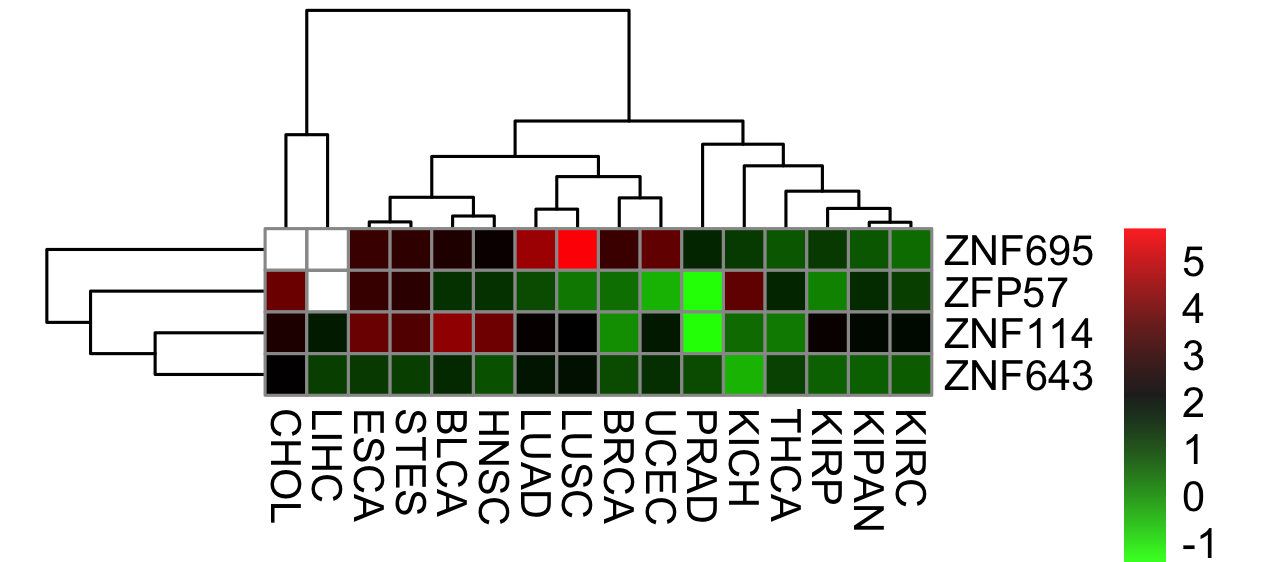 ZNF695
ZFP57
ZNF114
ZNF643
CHOL
LIHC
ESCA
STES
BLCA
HNSC
LUAD
LUSC
BRCA
UCEC
PRAD
KICH
THCA
KIRP
KIPAN
KIRC
5
4
3
2
1
0
-1